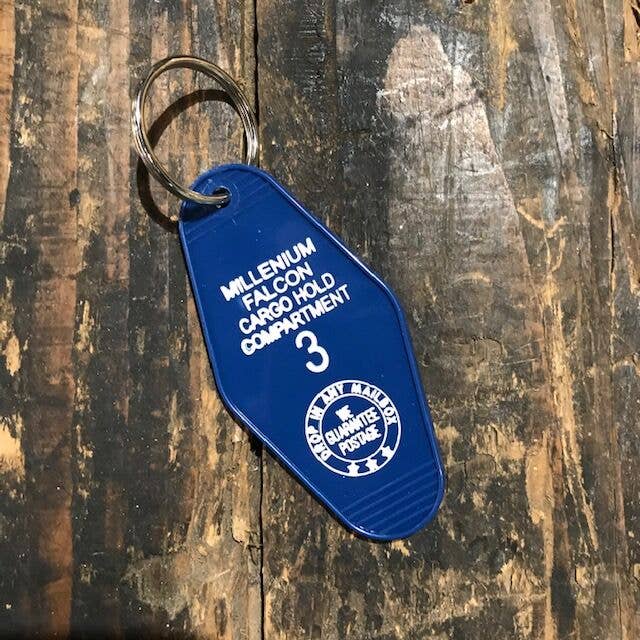 MILLENIUM
FALCON
CARGO HOLD
COMPARTMENT
3
DROP IN ANY MAILBOX
WE
GUARANTEE
POSTAGE